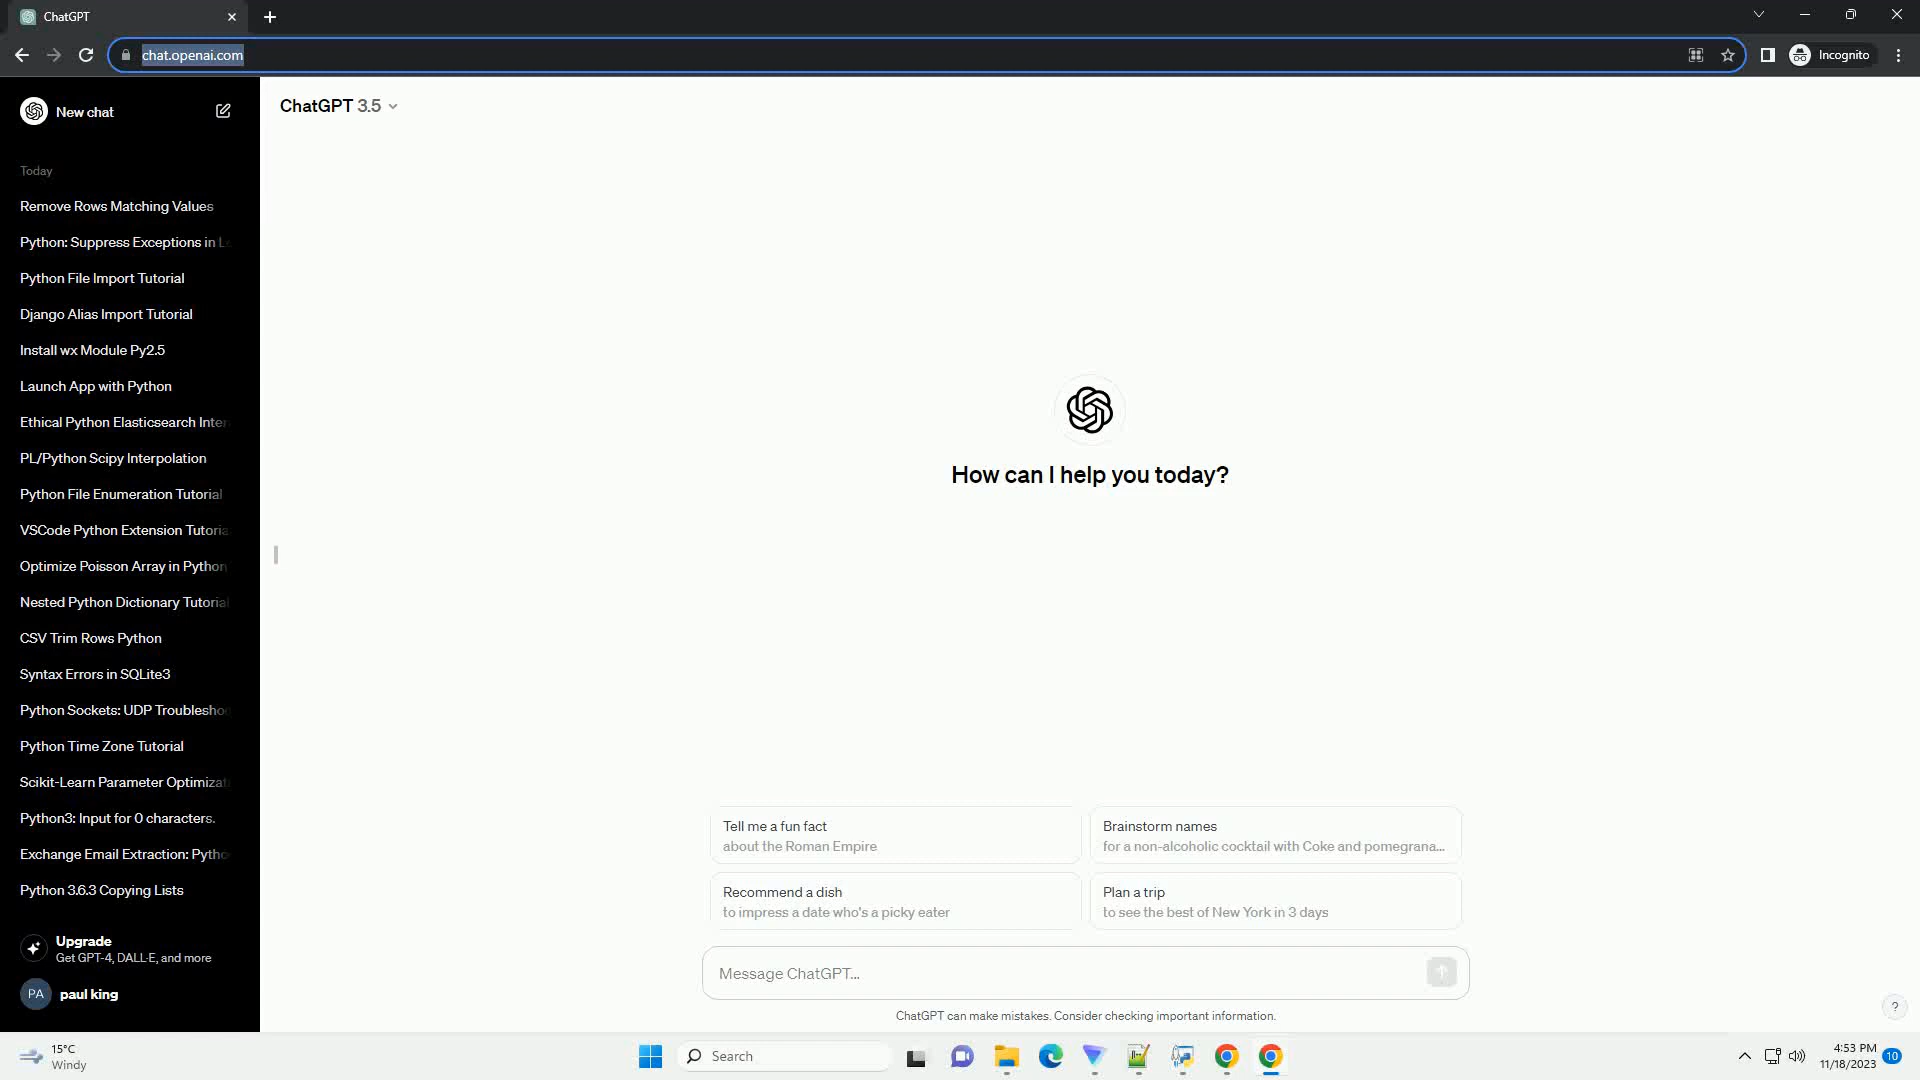 ChatGPT
chat.openai.com
Incognito
New chat
ChatGPT 3.5
Today
Remove Rows Matching Values
Python: Suppress Exceptions in Le
Python File Import Tutorial
Django Alias Import Tutorial
Install wx Module Py2.5
Launch App with Python
Ethical Python Elasticsearch Inter
PL/Python Scipy Interpolation
Python File Enumeration Tutorial
VSCode Python Extension Tutoria
Optimize Poisson Array in Python
Nested Python Dictionary Tutorial
CSV Trim Rows Python
Syntax Errors in SQLite3
Python Sockets: UDP Troubleshoo
Python Time Zone Tutorial
Scikit-Learn Parameter Optimizat
Python3: Input for 0 characters.
Exchange Email Extraction: Pytho
Python 3.6.3 Copying Lists
Upgrade
Get GPT-4, DALL·E, and more
PA paul king
How can I help you today?
Tell me a fun fact
about the Roman Empire
Brainstorm names
for a non-alcoholic cocktail with Coke and pomegrana...
Recommend a dish
to impress a date who's a picky eater
Plan a trip
to see the best of New York in 3 days
Message ChatGPT...
ChatGPT can make mistakes. Consider checking important information.
?
15°C
Windy
Search
4:53 PM
11/18/2023
10